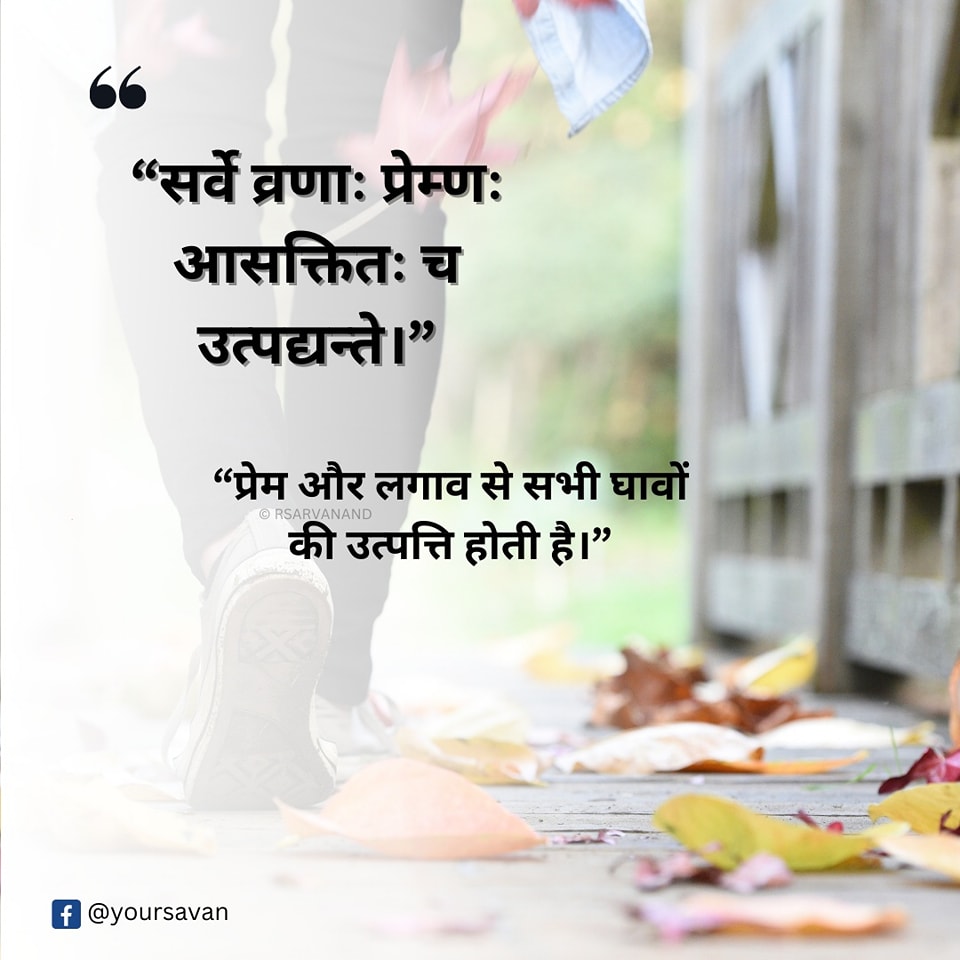 “
“सर्वे व्रणाः प्रेम्णः
आसक्तितः च
उत्पद्यन्ते।”
“प्रेम और लगाव से सभी घावों
© RSARVANAND
की उत्पत्ति होती है।”
@yoursavan